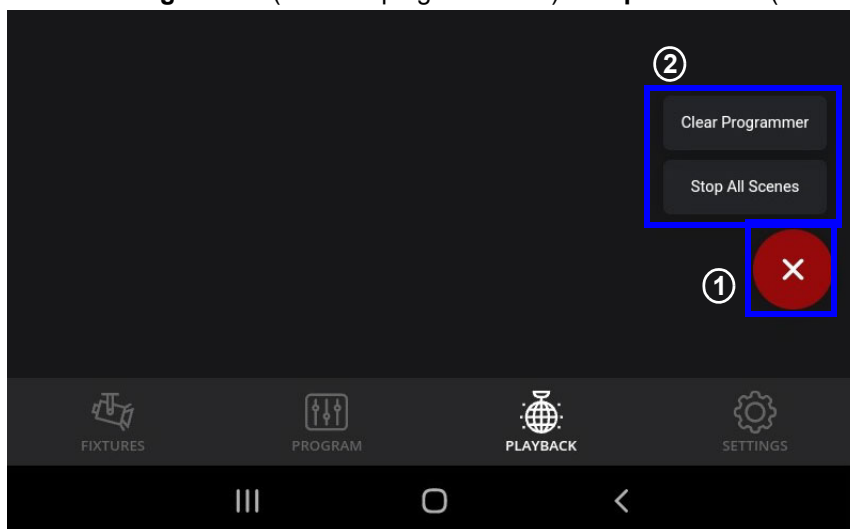 ②
Clear Programmer
Stop All Scenes
①
FIXTURES PROGRAM PLAYBACK SETTINGS